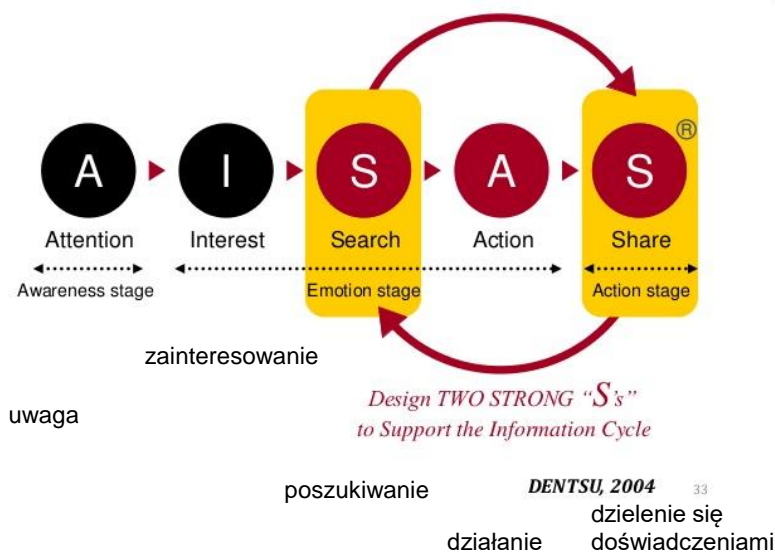 A I S A S ®
Attention Interest Search Action Share
Awareness stage Emotion stage Action stage
zainteresowanie
Design TWO STRONG “S’s”
uwaga
to Support the Information Cycle
poszukiwanie DENTSU, 2004 33
dzielenie się
działanie doświadczeniami